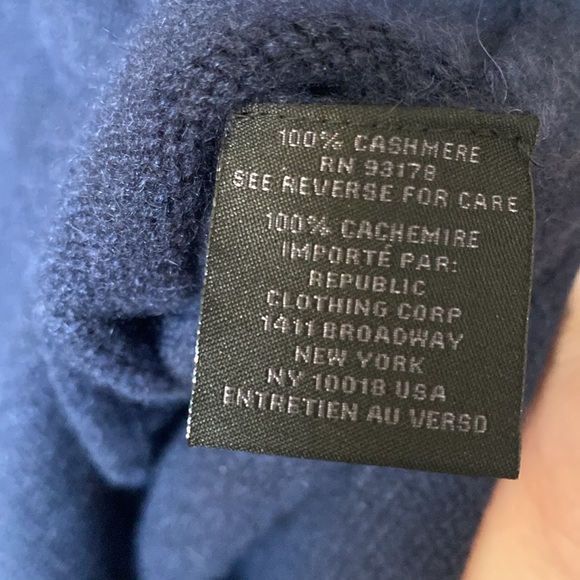 100% CASHMERE
RN 93178
SEE REVERSE FOR CARE
100% CACHEMIRE
IMPORTÉ PAR:
REPUBLIC
CLOTHING CORP
1411 BROADWAY
NEW YORK
NY 10018 USA
ENTRETIEN AU VERSO